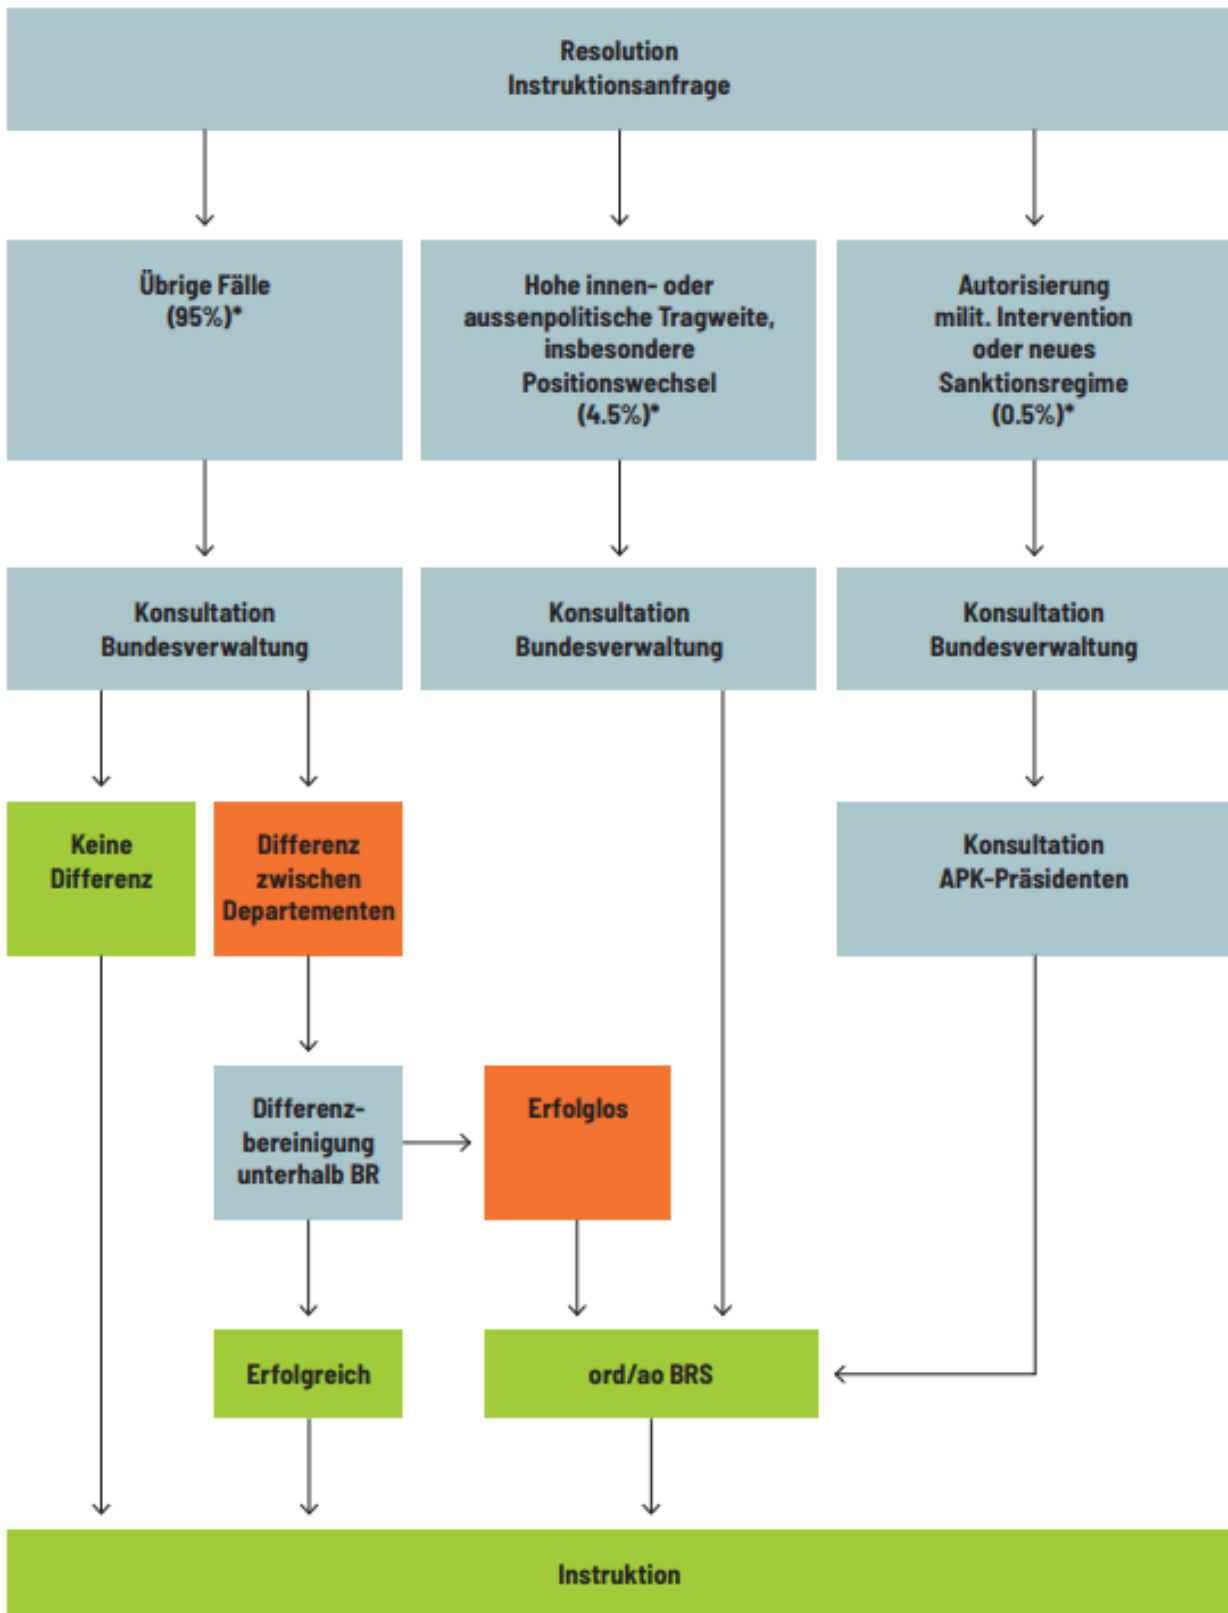 Resolution
Instruktionsanfrage
Übrige Fälle
(95%)*
Hohe innen- oder
aussenpolitische Tragweite,
insbesondere
Positionswechsel
(4.5%)*
Autorisierung
milit. Intervention
oder neues
Sanktionsregime
(0.5%)*
Konsultation
Bundesverwaltung
Konsultation
Bundesverwaltung
Konsultation
Bundesverwaltung
Keine
Differenz
Differenz
zwischen
Departementen
Konsultation
APK-Präsidenten
Differenz-
bereinigung
unterhalb BR
Erfolglos
Erfolgreich
ord/ao BRS
Instruktion